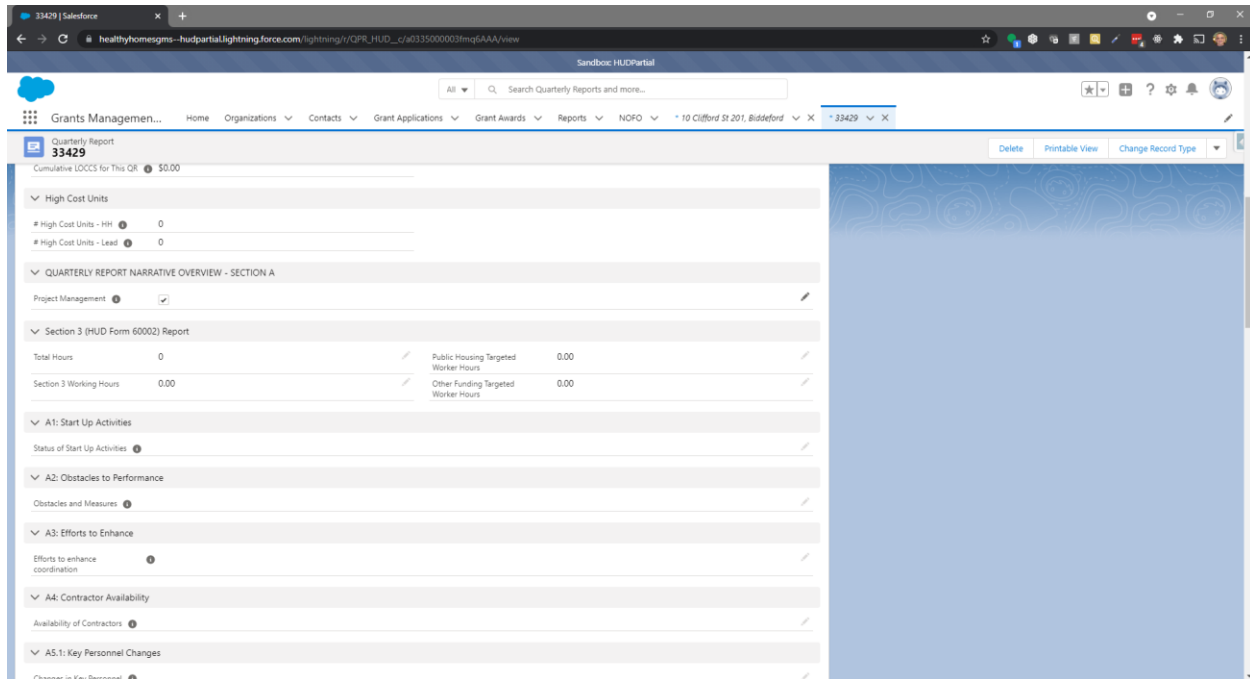 33429 | Salesforce
healthyhomesgms--hudpartial.lightning.force.com/lightning/r/QPR_HUD__c/a0335000003fmq6AAA/view
Sandbox: HUDPartial
All Search Quarterly Reports and more...
Grants Managemen... Home Organizations Contacts Grant Applications Grant Awards Reports NOFO * 10 Clifford St 201, Biddeford * 33429
Quarterly Report
33429
Delete Printable View Change Record Type
Cumulative LOCCS for This QR $0.00
High Cost Units
# High Cost Units - HH 0
# High Cost Units - Lead 0
QUARTERLY REPORT NARRATIVE OVERVIEW - SECTION A
Project Management
Section 3 (HUD Form 60002) Report
Total Hours 0 Public Housing Targeted 0.00
Worker Hours
Section 3 Working Hours 0.00 Other Funding Targeted 0.00
Worker Hours
A1: Start Up Activities
Status of Start Up Activities
A2: Obstacles to Performance
Obstacles and Measures
A3: Efforts to Enhance
Efforts to enhance
coordination
A4: Contractor Availability
Availability of Contractors
A5.1: Key Personnel Changes
Changes in Key Personnel